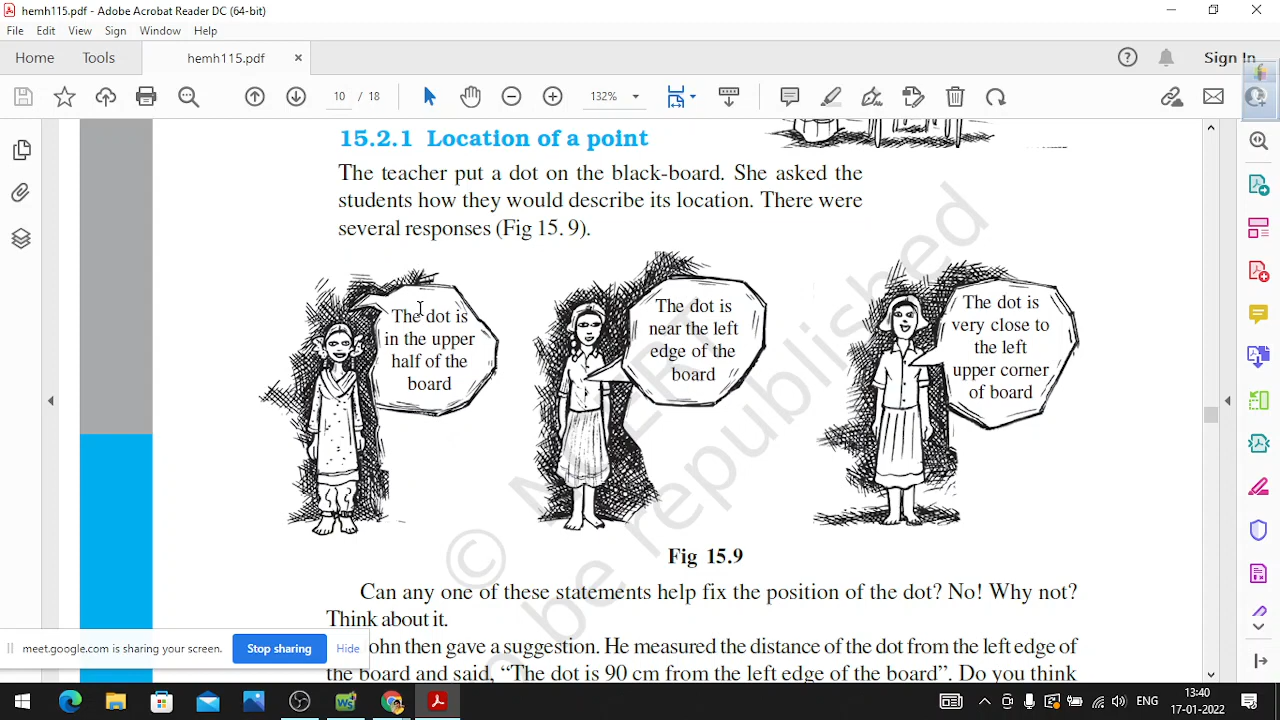 hemh115.pdf - Adobe Acrobat Reader DC (64-bit)
File Edit View Sign Window Help
Home Tools hemh115.pdf × Sign In
10 / 18 132%
15.2.1 Location of a point
The teacher put a dot on the black-board. She asked the
students how they would describe its location. There were
several responses (Fig 15. 9).
The dot is
in the upper
half of the
board
The dot is
near the left
edge of the
board
The dot is
very close to
the left
upper corner
of board
Fig 15.9
Can any one of these statements help fix the position of the dot? No! Why not?
Think about it.
ohn then gave a suggestion. He measured the distance of the dot from the left edge of
the board and said, “The dot is 90 cm from the left edge of the board”. Do you think
© N
be republished
meet.google.com is sharing your screen. Stop sharing Hide
ENG 13:40
17-01-2022